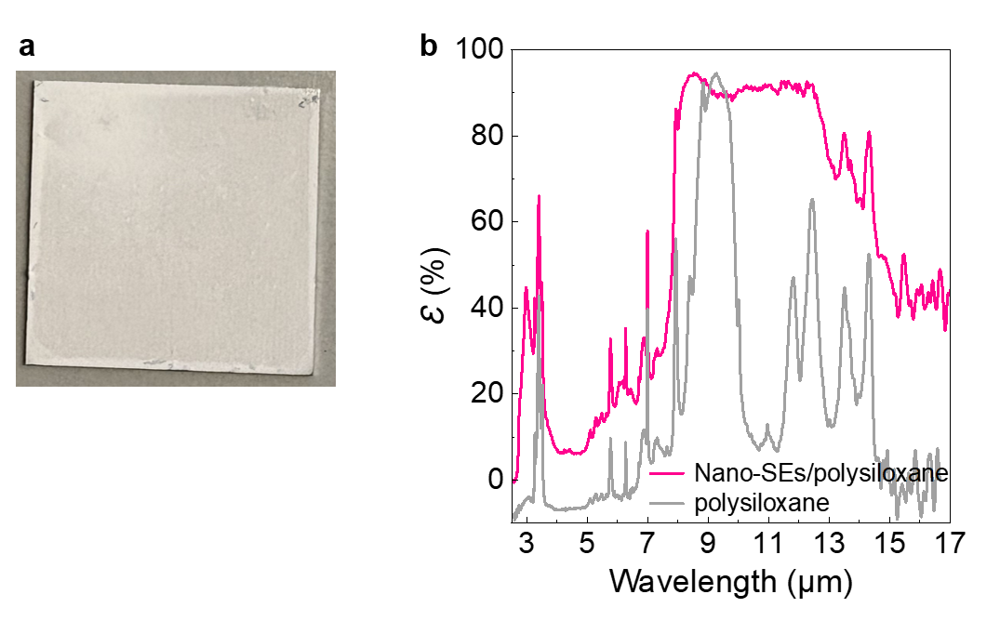 a
b
100
80
60
40
20
0
ε (%)
Nano-SEs/polysiloxane
polysiloxane
3 5 7 9 11 13 15 17
Wavelength (µm)